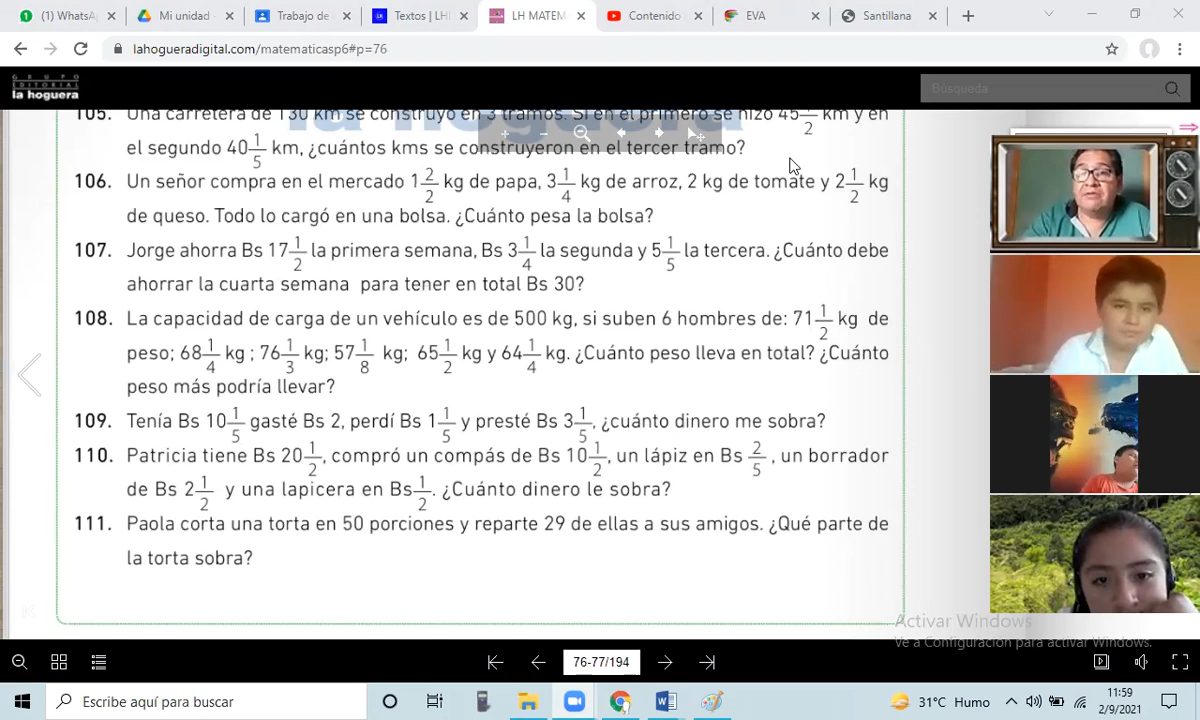 (1) WhatsA
Mi unidad
Trabajo de
Textos | LH
LH MATEM
Contenido
EVA
Santillana
lahogueradigital.com/matematicasp6#p=76
GRUPO
EDITORIAL
la hoguera
Búsqueda
105. Una carretera de 130 km se construyó en 3 tramos. Si en el primero se hizo 45 1/2 km y en
el segundo 40 1/5 km, ¿cuántos kms se construyeron en el tercer tramo?
106. Un señor compra en el mercado 1 2/2 kg de papa, 3 1/4 kg de arroz, 2 kg de tomate y 2 1/2 kg
de queso. Todo lo cargó en una bolsa. ¿Cuánto pesa la bolsa?
107. Jorge ahorra Bs 17 1/2 la primera semana, Bs 3 1/4 la segunda y 5 1/5 la tercera. ¿Cuánto debe
ahorrar la cuarta semana para tener en total Bs 30?
108. La capacidad de carga de un vehículo es de 500 kg, si suben 6 hombres de: 71 1/2 kg de
peso; 68 1/4 kg ; 76 1/3 kg; 57 1/8 kg; 65 1/2 kg y 64 1/4 kg. ¿Cuánto peso lleva en total? ¿Cuánto
peso más podría llevar?
109. Tenía Bs 10 1/5 gasté Bs 2, perdí Bs 1 1/5 y presté Bs 3 1/5, ¿cuánto dinero me sobra?
110. Patricia tiene Bs 20 1/2, compró un compás de Bs 10 1/2, un lápiz en Bs 2/5 , un borrador
de Bs 2 1/2 y una lapicera en Bs 1/2. ¿Cuánto dinero le sobra?
111. Paola corta una torta en 50 porciones y reparte 29 de ellas a sus amigos. ¿Qué parte de
la torta sobra?
Activar Windows
Ve a Configuración para activar Windows.
76-77/194
Escribe aquí para buscar
31°C Humo
11:59
2/9/2021